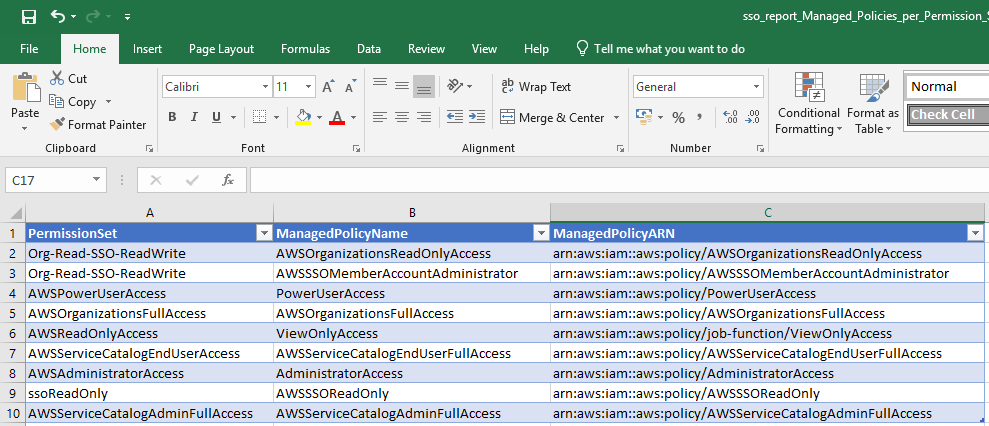 sso_report_Managed_Policies_per_Permission_S
File Home Insert Page Layout Formulas Data Review View Help Tell me what you want to do
Paste
Cut
Copy
Format Painter
Clipboard
Calibri 11 A A
B I U A
Font
ab c Wrap Text
Merge & Center
Alignment
General
% , .00 .0
Number
Conditional Formatting
Format as Table
Normal
Check Cell
C17 fx
A B C
1 PermissionSet ManagedPolicyName ManagedPolicyARN
2 Org-Read-SSO-ReadWrite AWSOrganizationsReadOnlyAccess arn:aws:iam::aws:policy/AWSOrganizationsReadOnlyAccess
3 Org-Read-SSO-ReadWrite AWSSSOMemberAccountAdministrator arn:aws:iam::aws:policy/AWSSSOMemberAccountAdministrator
4 AWSPowerUserAccess PowerUserAccess arn:aws:iam::aws:policy/PowerUserAccess
5 AWSOrganizationsFullAccess AWSOrganizationsFullAccess arn:aws:iam::aws:policy/AWSOrganizationsFullAccess
6 AWSReadOnlyAccess ViewOnlyAccess arn:aws:iam::aws:policy/job-function/ViewOnlyAccess
7 AWSServiceCatalogEndUserAccess AWSServiceCatalogEndUserFullAccess arn:aws:iam::aws:policy/AWSServiceCatalogEndUserFullAccess
8 AWSAdministratorAccess AdministratorAccess arn:aws:iam::aws:policy/AdministratorAccess
9 ssoReadOnly AWSSSOReadOnly arn:aws:iam::aws:policy/AWSSSOReadOnly
10 AWSServiceCatalogAdminFullAccess AWSServiceCatalogAdminFullAccess arn:aws:iam::aws:policy/AWSServiceCatalogAdminFullAccess